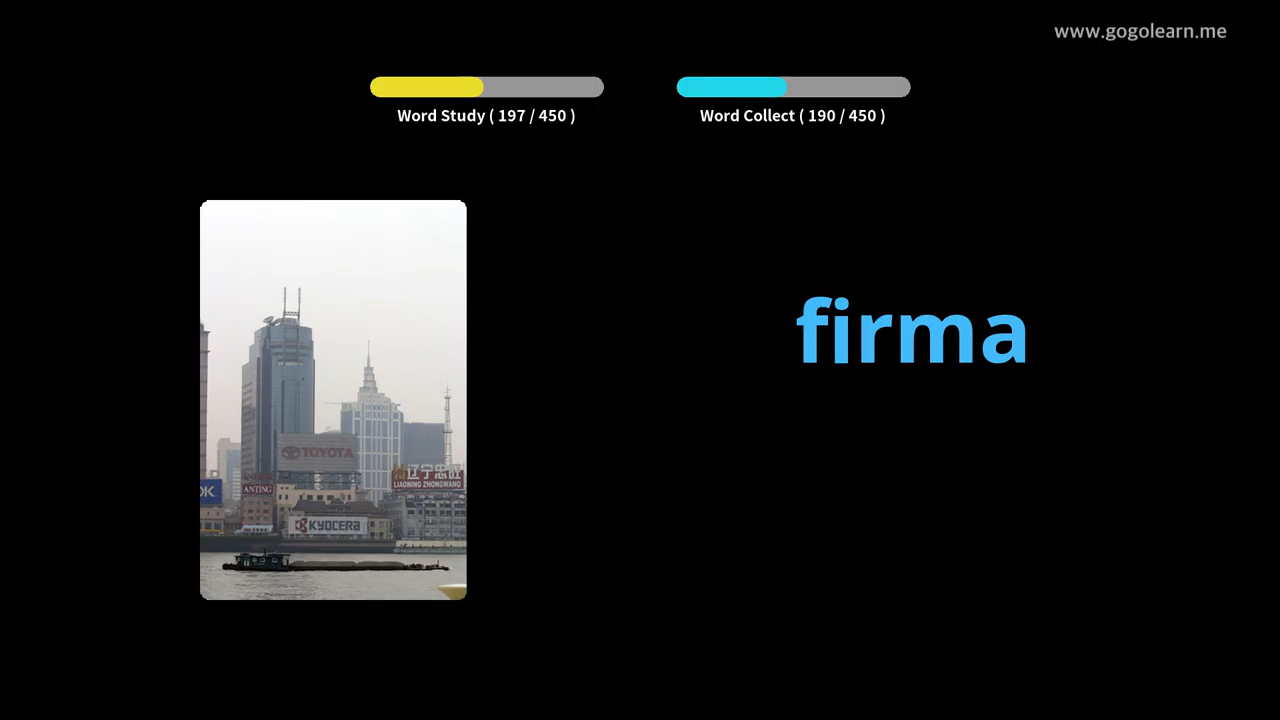 www.gogolearn.me
Word Study ( 197 / 450 )
Word Collect ( 190 / 450 )
firma
TOYOTA
辽宁忠旺
LIAONING ZHONGWANG
OK
ANTING
KYOCERA